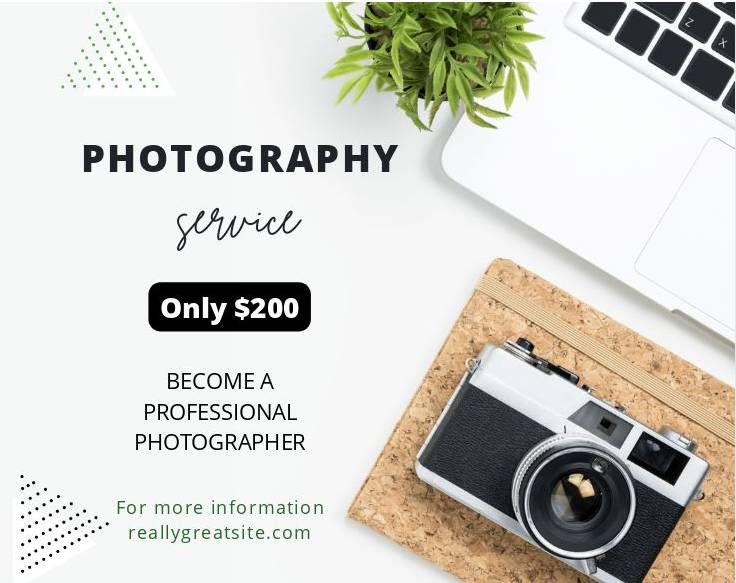 PHOTOGRAPHY
service
Only $200
BECOME A
PROFESSIONAL
PHOTOGRAPHER
For more information
reallygreatsite.com
Z
X